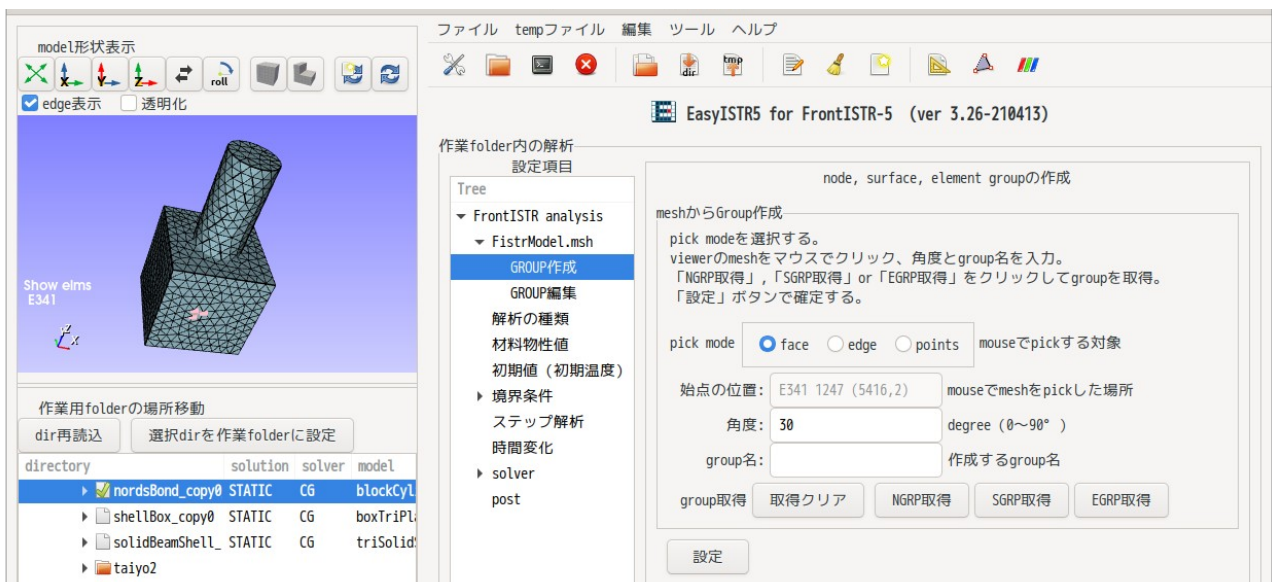 model形状表示
roll
edge表示 透明化
Show elms
E341
作業用folderの場所移動
dir再読込 選択dirを作業folderに設定
directory solution solver model
nordsBond_copy0 STATIC CG blockCyl
shellBox_copy0 STATIC CG boxTriPl
solidBeamShell_ STATIC CG triSolid
taiyo2
ファイル tempファイル 編集 ツール ヘルプ
dir tmp
EasyISTR5 for FrontISTR-5 (ver 3.26-210413)
作業folder内の解析
設定項目
Tree
FrontISTR analysis
FistrModel.msh
GROUP作成
GROUP編集
解析の種類
材料物性値
初期値 (初期温度)
境界条件
ステップ解析
時間変化
solver
post
node, surface, element groupの作成
meshからGroup作成
pick modeを選択する。
viewerのmeshをマウスでクリック、角度とgroup名を入力。
「NGRP取得」,「SGRP取得」or「EGRP取得」をクリックしてgroupを取得。
「設定」ボタンで確定する。
pick mode face edge points mouseでpickする対象
始点の位置: E341 1247 (5416,2) mouseでmeshをpickした場所
角度: 30 degree (0～90° )
group名: 作成するgroup名
group取得 取得クリア NGRP取得 SGRP取得 EGRP取得
設定